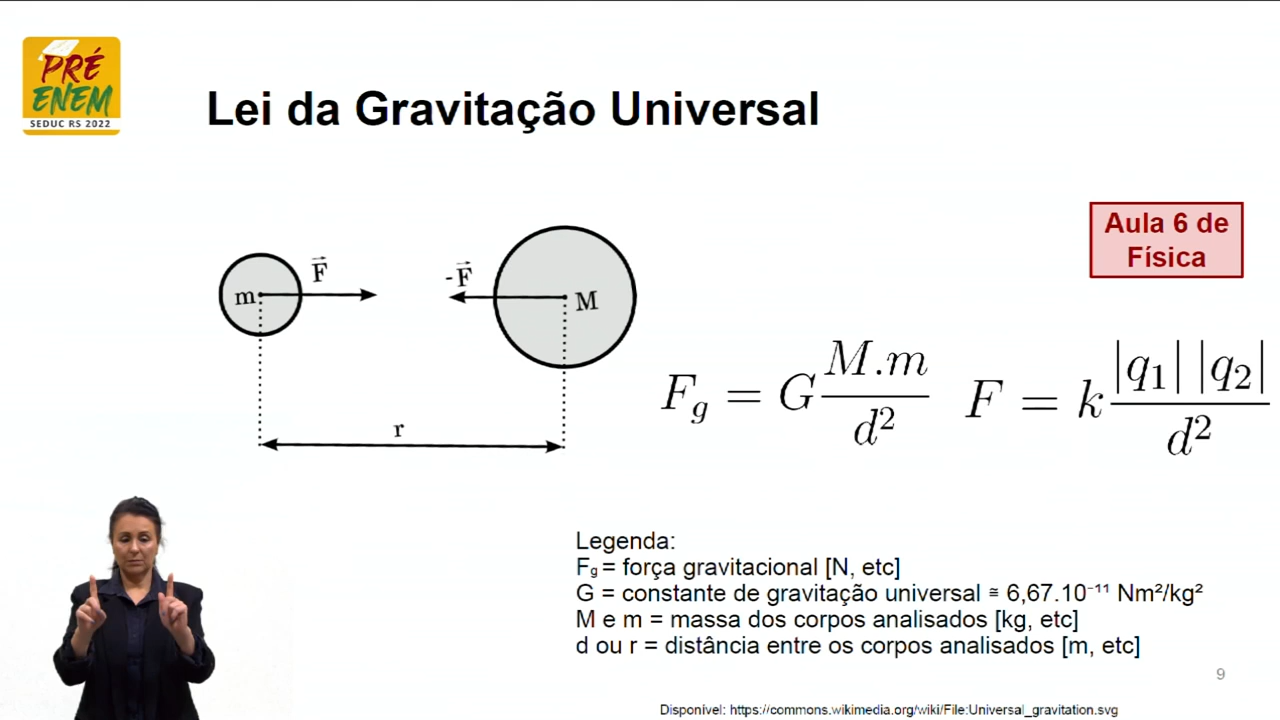 PRÉ
ENEM
SEDUC RS 2022
Lei da Gravitação Universal
Aula 6 de
Física
m
F⃗
-F⃗
M
r
F_g = G M.m / d²
F = k |q₁| |q₂| / d²
Legenda:
Fg = força gravitacional [N, etc]
G = constante de gravitação universal ≅ 6,67.10⁻¹¹ Nm²/kg²
M e m = massa dos corpos analisados [kg, etc]
d ou r = distância entre os corpos analisados [m, etc]
9
Disponível: https://commons.wikimedia.org/wiki/File:Universal_gravitation.svg